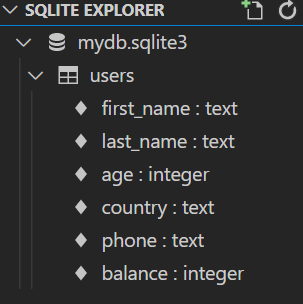 SQLITE EXPLORER
mydb.sqlite3
users
first_name : text
last_name : text
age : integer
country : text
phone : text
balance : integer